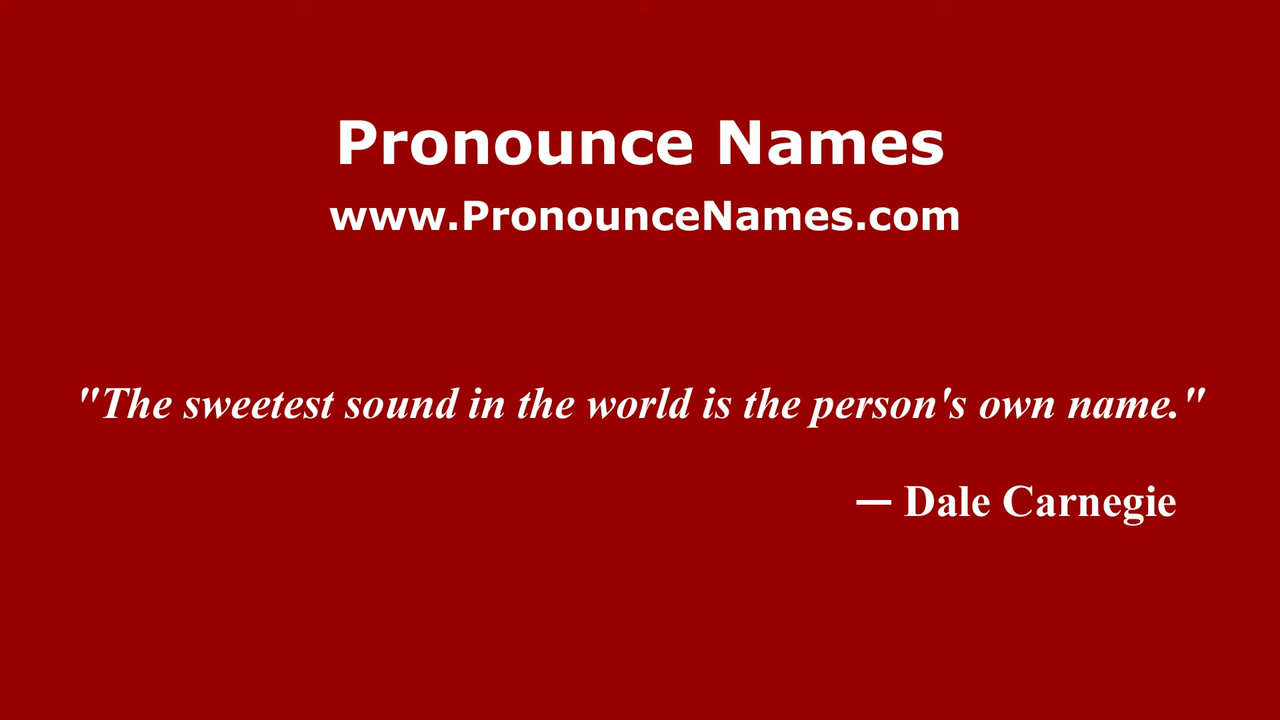 Pronounce Names
www.PronounceNames.com
"The sweetest sound in the world is the person's own name."
— Dale Carnegie